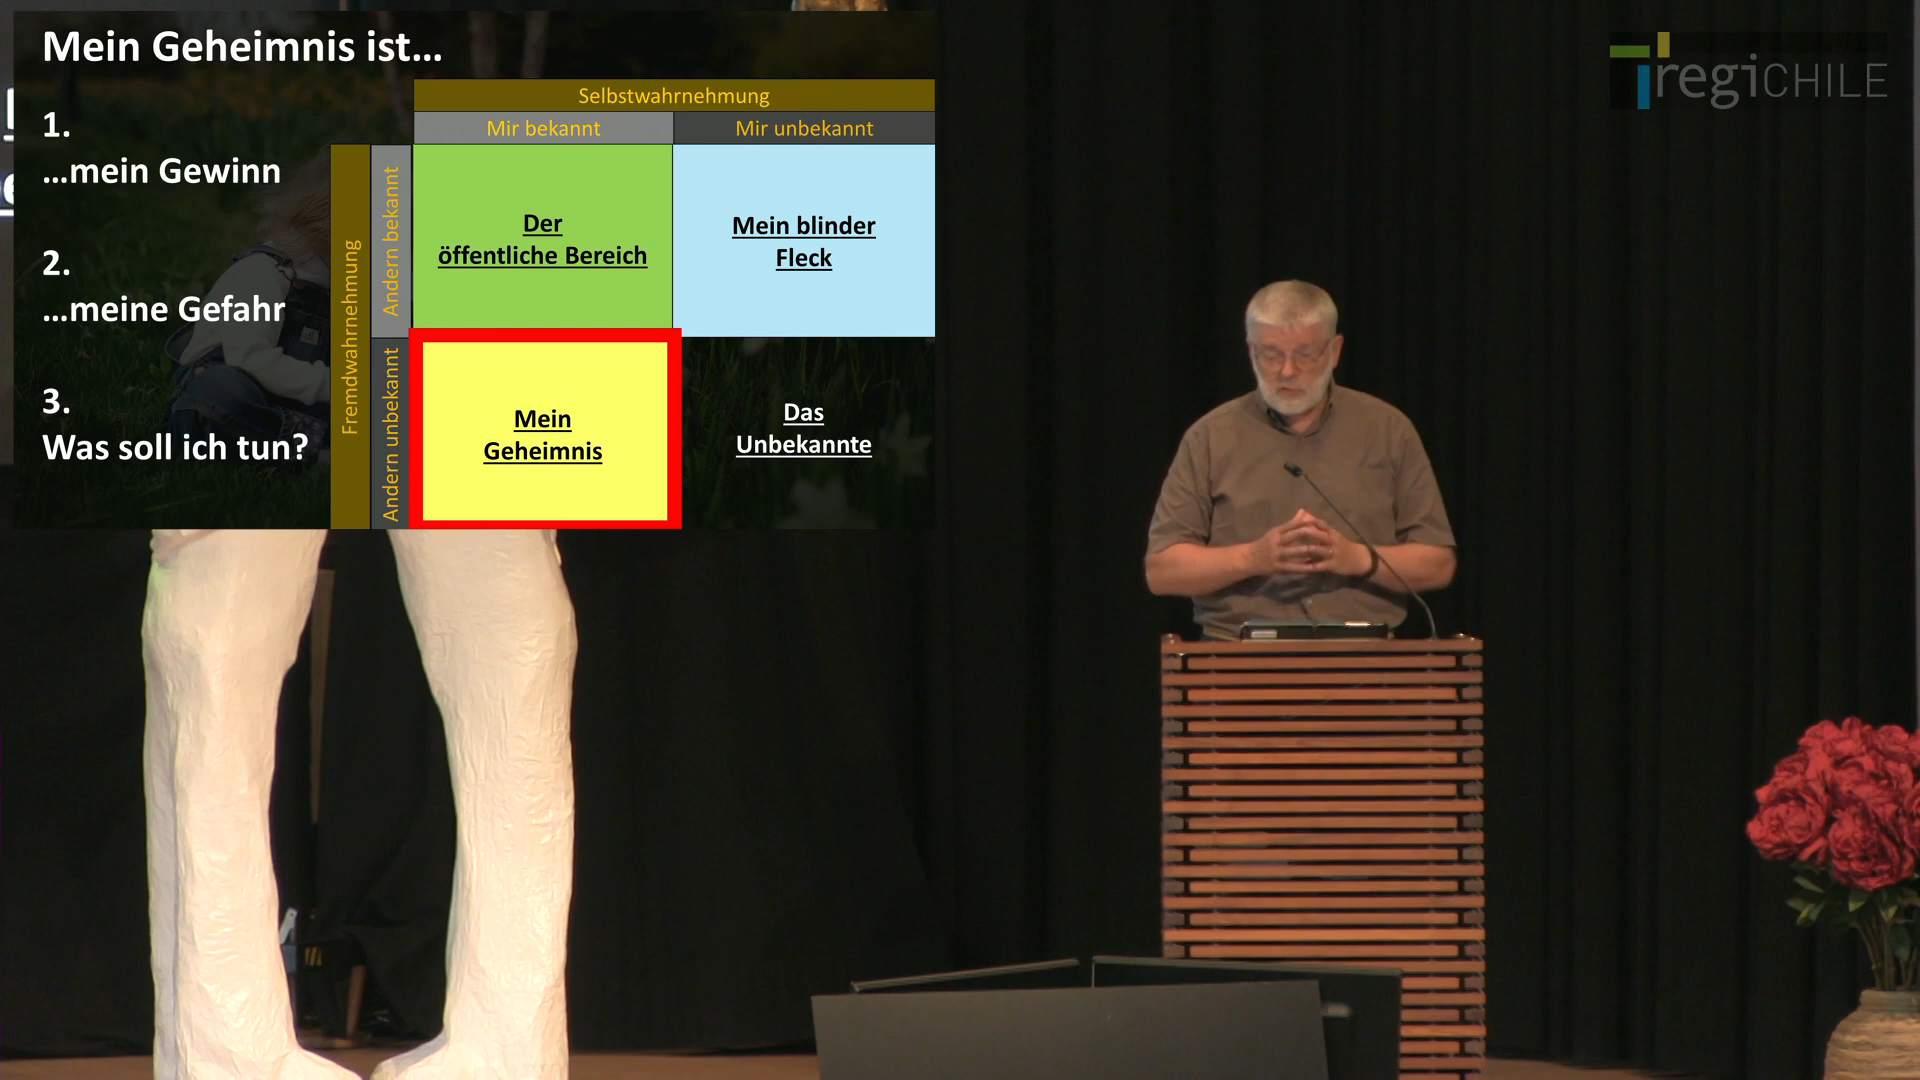 Mein Geheimnis ist...
1.
...mein Gewinn
2.
...meine Gefahr
3.
Was soll ich tun?
Selbstwahrnehmung
Mir bekannt
Mir unbekannt
Fremdwahrnehmung
Andern bekannt
Andern unbekannt
Der
öffentliche Bereich
Mein blinder
Fleck
Mein
Geheimnis
Das
Unbekannte
regiCHILE